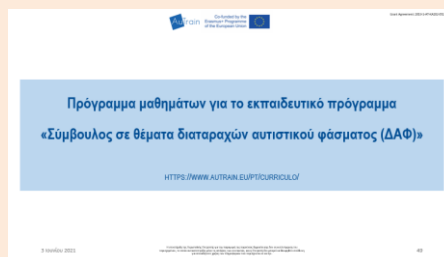 AuTrain
Co-funded by the
Erasmus+ Programme
of the European Union
Πρόγραμμα μαθημάτων για το εκπαιδευτικό πρόγραμμα
«Σύμβουλος σε θέματα διαταραχών αυτιστικού φάσματος (ΔΑΦ)»
HTTPS://WWW.AUTRAIN.EU/PT/CURRICULO/
2021
49